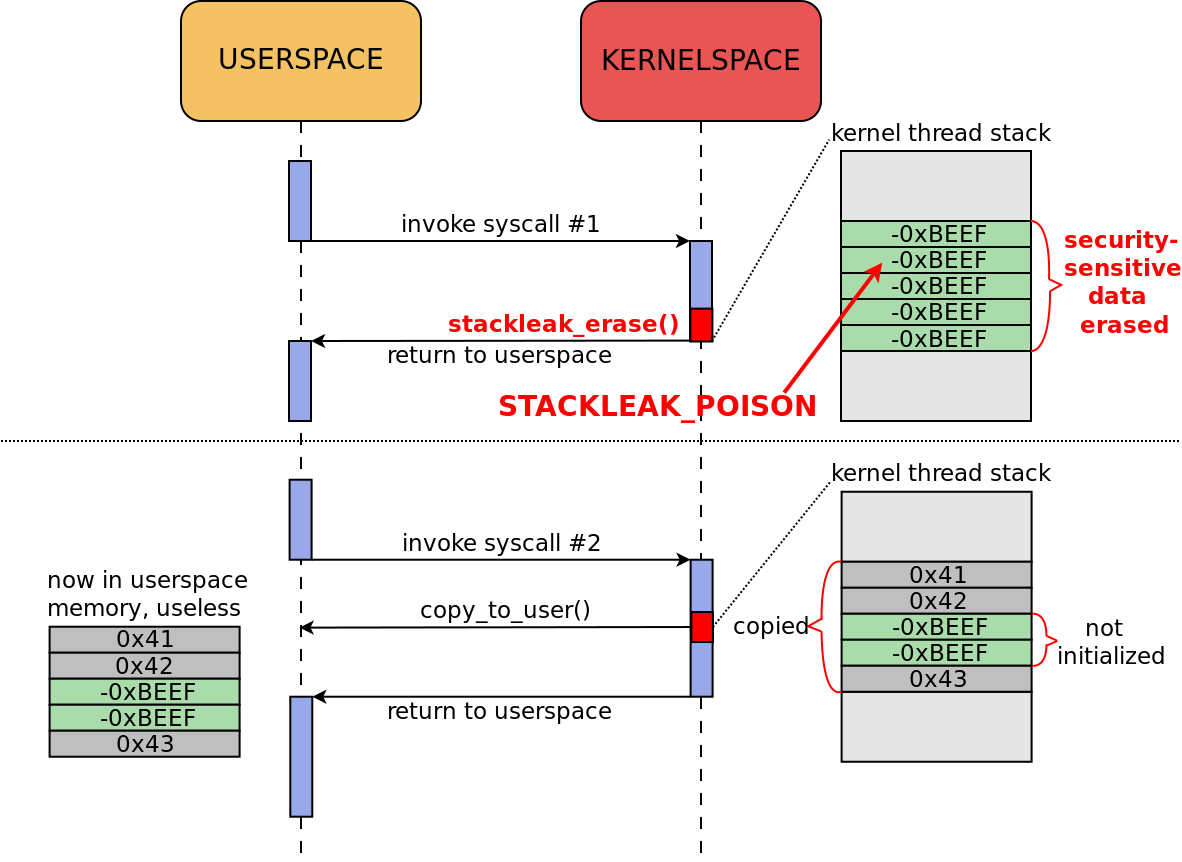 USERSPACE
KERNELSPACE
kernel thread stack
invoke syscall #1
-0xBEEF
-0xBEEF
-0xBEEF
-0xBEEF
-0xBEEF
security-
sensitive
data
erased
stackleak_erase()
return to userspace
STACKLEAK_POISON
kernel thread stack
invoke syscall #2
0x41
0x42
-0xBEEF
-0xBEEF
0x43
copied
not
initialized
copy_to_user()
now in userspace
memory, useless
0x41
0x42
-0xBEEF
-0xBEEF
0x43
return to userspace